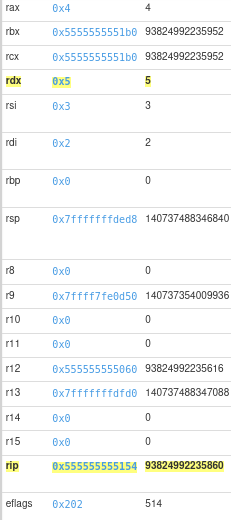 rax 0x4 4
rbx 0x5555555551b0 93824992235952
rcx 0x5555555551b0 93824992235952
rdx 0x5 5
rsi 0x3 3
rdi 0x2 2
rbp 0x0 0
rsp 0x7fffffffded8 140737488346840
r8 0x0 0
r9 0x7ffff7fe0d50 140737354009936
r10 0x0 0
r11 0x0 0
r12 0x555555555060 93824992235616
r13 0x7fffffffdfd0 140737488347088
r14 0x0 0
r15 0x0 0
rip 0x555555555154 93824992235860
eflags 0x202 514